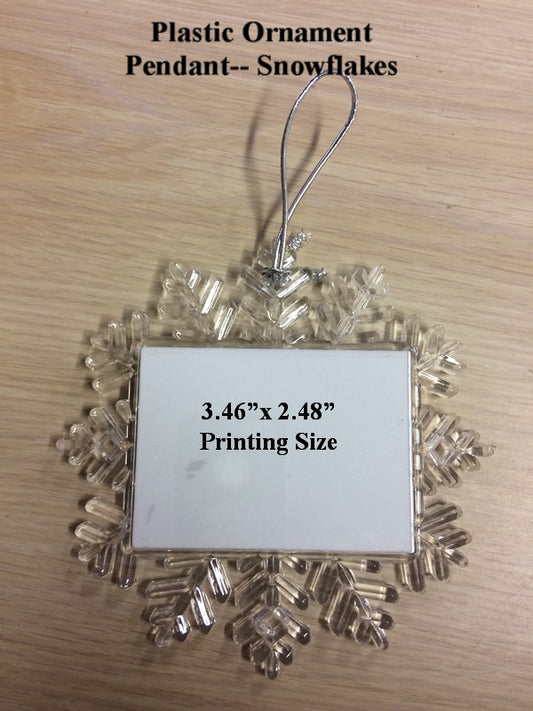 Plastic Ornament
Pendant-- Snowflakes
3.46”x 2.48”
Printing Size